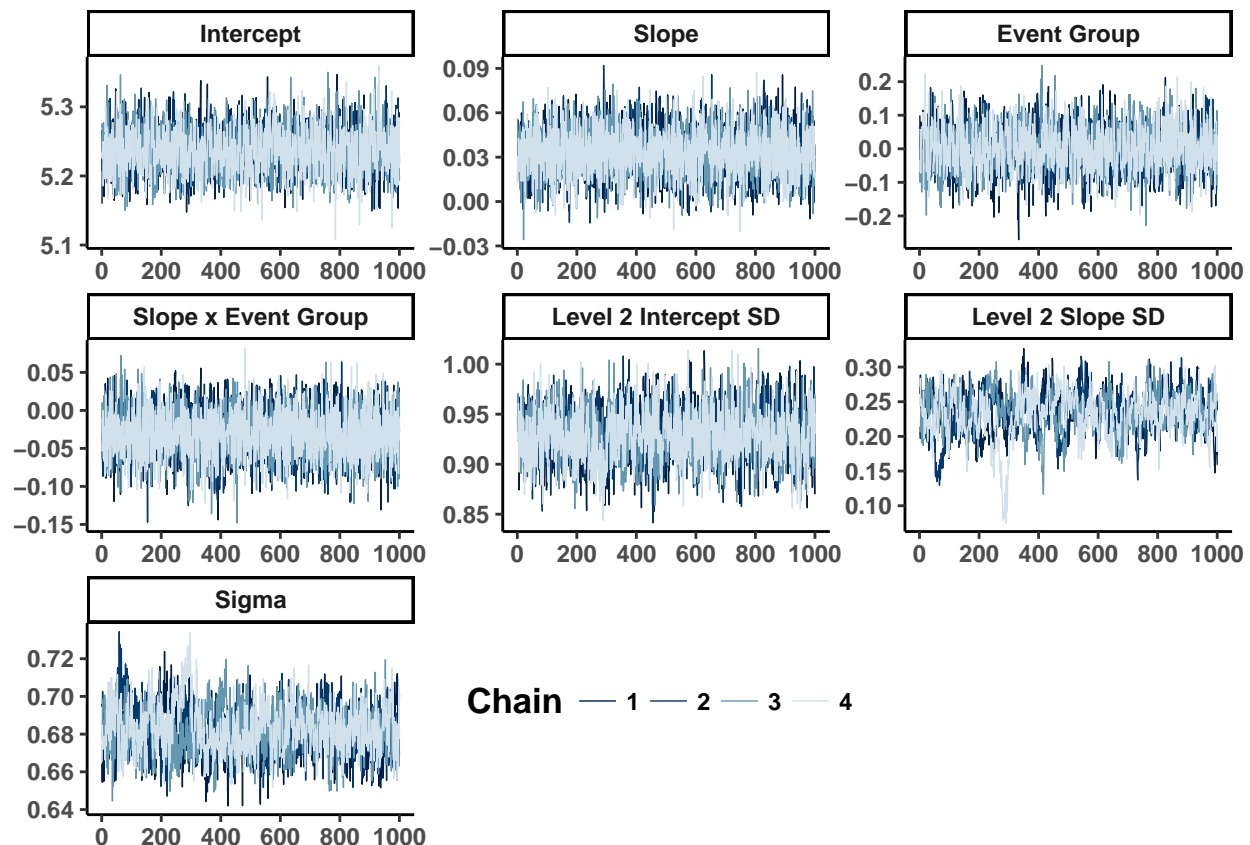 Intercept
5.3
5.2
5.1
0 200 400 600 800 1000
Slope
0.09
0.06
0.03
0.00
−0.03
0 200 400 600 800 1000
Event Group
0.2
0.1
0.0
−0.1
−0.2
0 200 400 600 800 1000
Slope x Event Group
0.05
0.00
−0.05
−0.10
−0.15
0 200 400 600 800 1000
Level 2 Intercept SD
1.00
0.95
0.90
0.85
0 200 400 600 800 1000
Level 2 Slope SD
0.30
0.25
0.20
0.15
0.10
0 200 400 600 800 1000
Sigma
0.72
0.70
0.68
0.66
0.64
0 200 400 600 800 1000
Chain 1 2 3 4